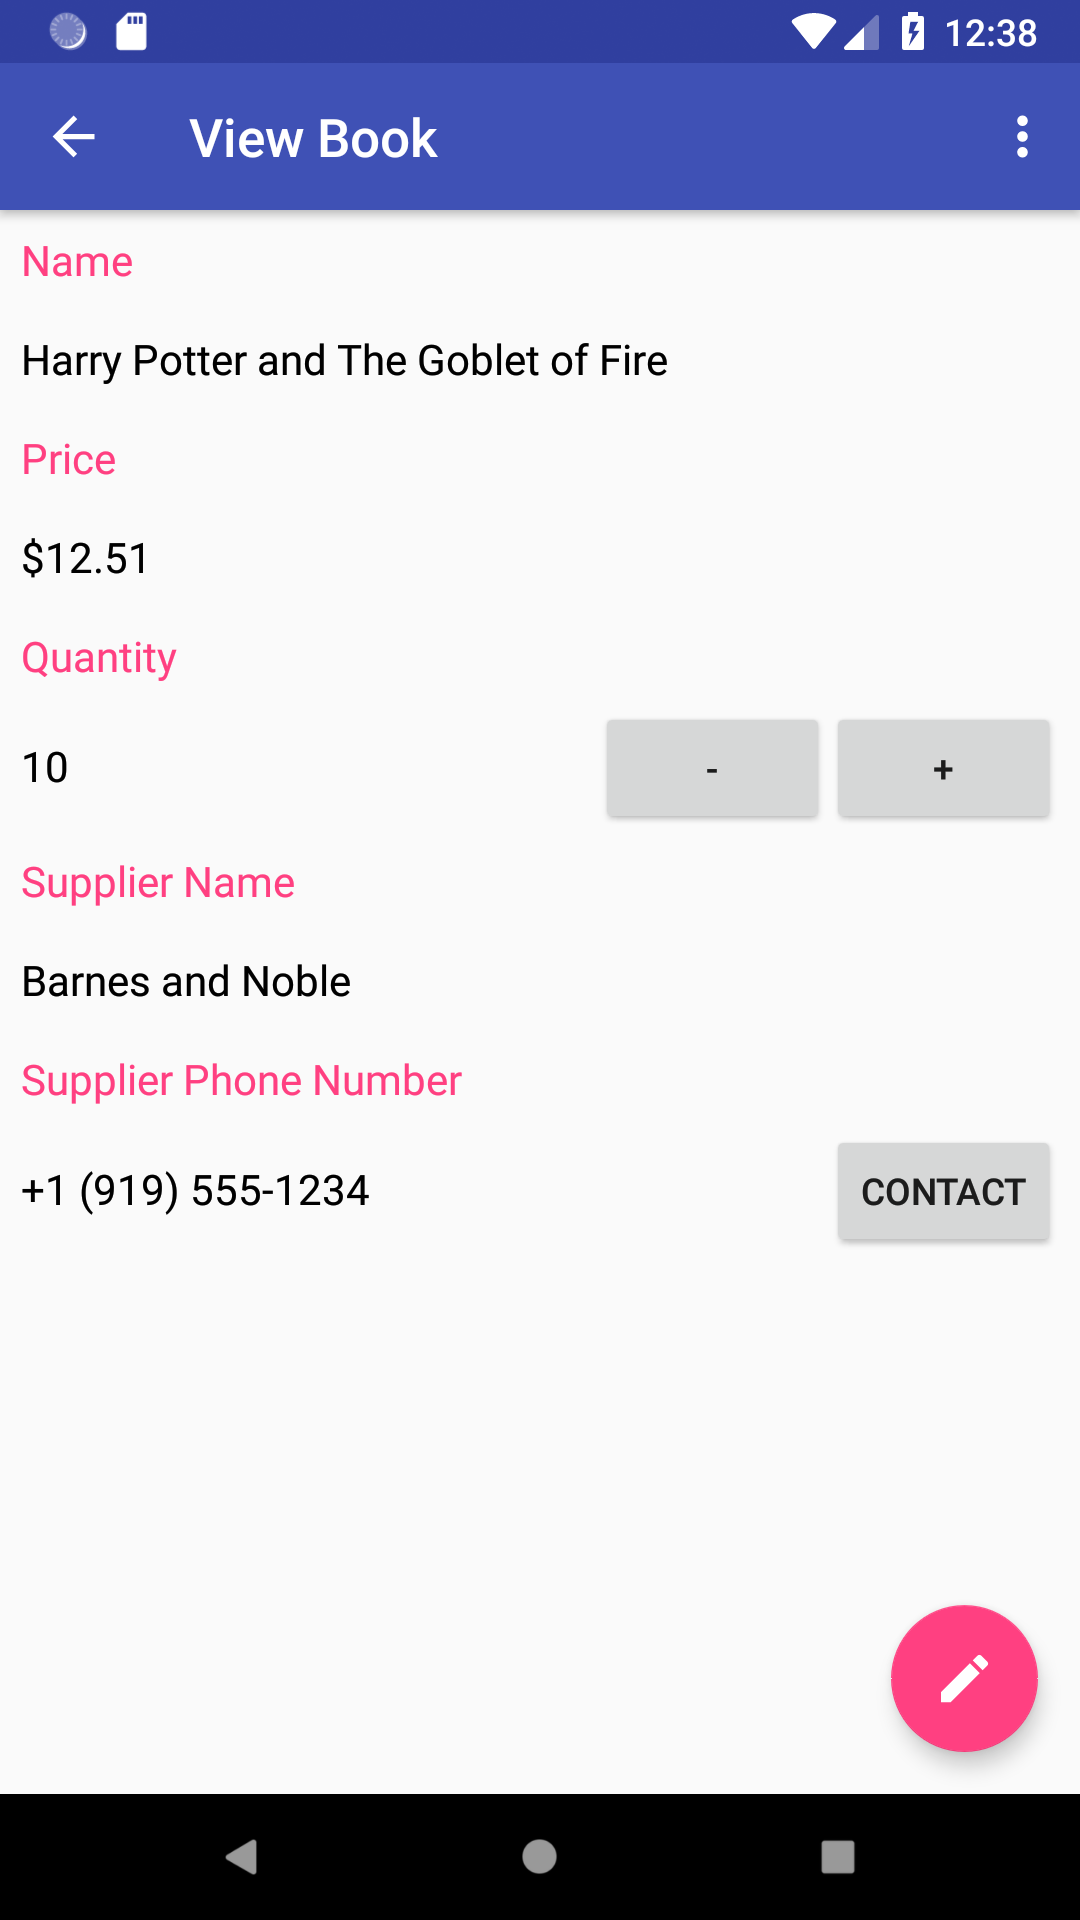 12:38
View Book
Name
Harry Potter and The Goblet of Fire
Price
$12.51
Quantity
10 - +
Supplier Name
Barnes and Noble
Supplier Phone Number
+1 (919) 555-1234 CONTACT